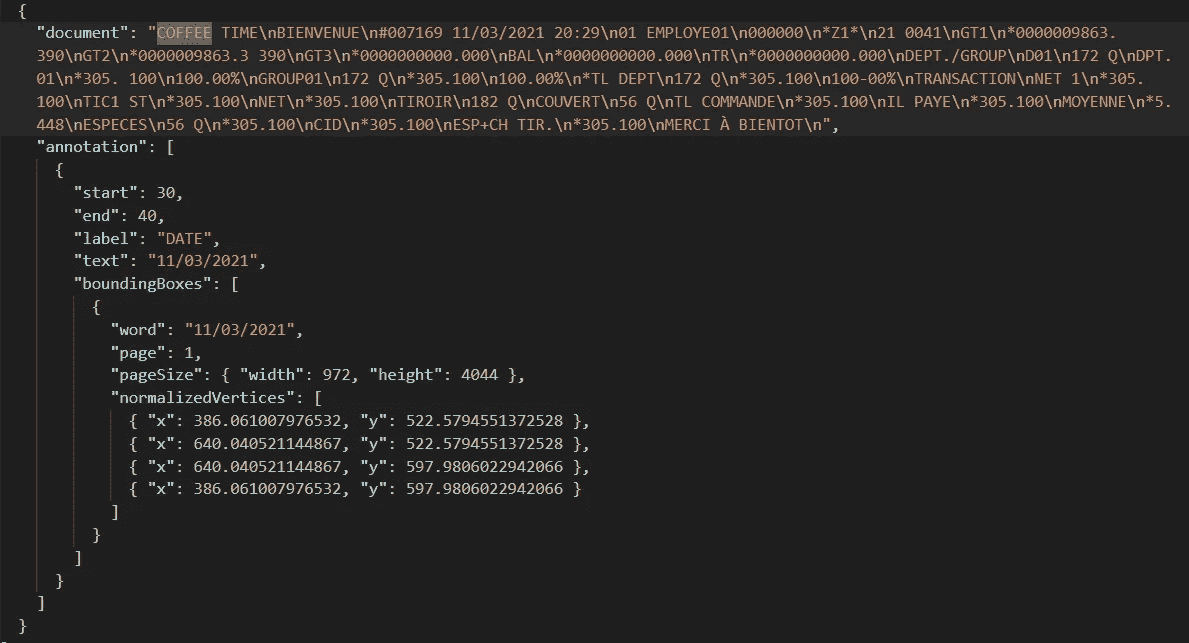 {
"document": "COFFEE TIME\nBIENVENUE\n#007169 11/03/2021 20:29\n01 EMPLOYE01\n000000\n*Z1*\n21 0041\nGT1\n*0000009863.
390\nGT2\n*0000009863.3 390\nGT3\n*0000000000.000\nBAL\n*0000000000.000\nTR\n*0000000000.000\nDEPT./GROUP\nD01\n172 Q\nDPT.
01\n*305. 100\n100.00%\nGROUP01\n172 Q\n*305.100\n100.00%\n*TL DEPT\n172 Q\n*305.100\n100-00%\nTRANSACTION\nNET 1\n*305.
100\nTIC1 ST\n*305.100\nNET\n*305.100\nTIROIR\n182 Q\nCOUVERT\n56 Q\nTL COMMANDE\n*305.100\nIL PAYE\n*305.100\nMOYENNE\n*5.
448\nESPECES\n56 Q\n*305.100\nCID\n*305.100\nESP+CH TIR.\n*305.100\nMERCI À BIENTOT\n",
"annotation": [
{
"start": 30,
"end": 40,
"label": "DATE",
"text": "11/03/2021",
"boundingBoxes": [
{
"word": "11/03/2021",
"page": 1,
"pageSize": { "width": 972, "height": 4044 },
"normalizedVertices": [
{ "x": 386.061007976532, "y": 522.5794551372528 },
{ "x": 640.040521144867, "y": 522.5794551372528 },
{ "x": 640.040521144867, "y": 597.9806022942066 },
{ "x": 386.061007976532, "y": 597.9806022942066 }
]
}
]
}
]
}